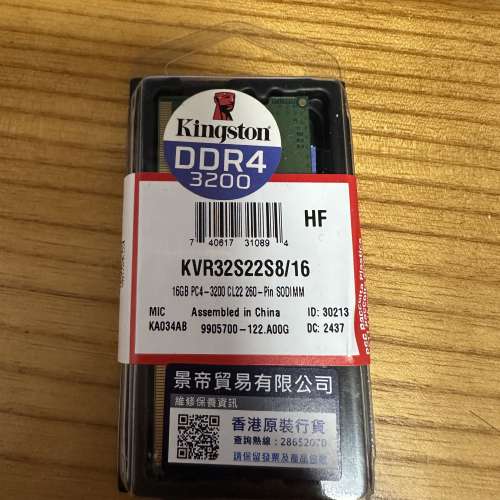 Kingston
DDR4
3200
HF
7 40617 31089 4
KVR32S22S8/16
16GB PC4-3200 CL22 260-Pin SODIMM
MIC Assembled in China ID: 30213
KA034AB 9905700-122.A00G DC: 2437
景帝貿易有限公司
維修保養資訊
香港原裝行貨
查詢熱線:28652070
請保留發票及產品包裝